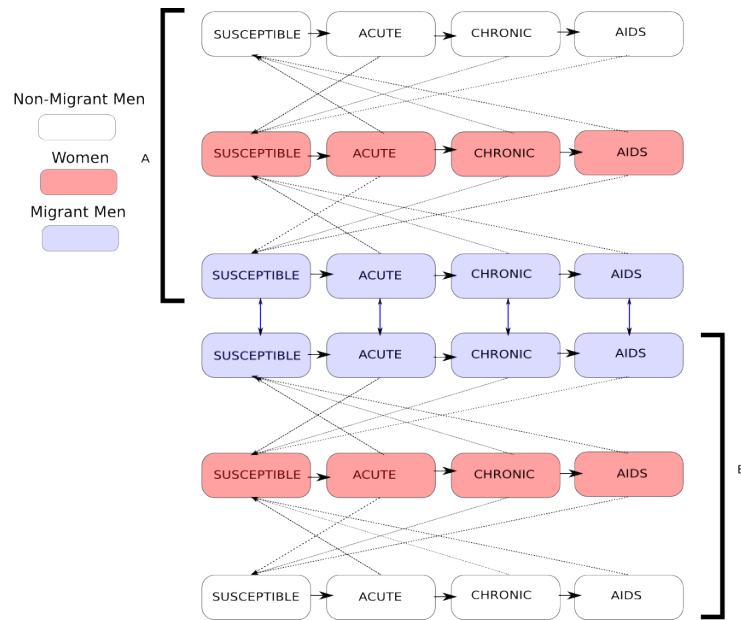 SUSCEPTIBLE ACUTE CHRONIC AIDS
Non-Migrant Men
Women
A
SUSCEPTIBLE ACUTE CHRONIC AIDS
Migrant Men
SUSCEPTIBLE ACUTE CHRONIC AIDS
SUSCEPTIBLE ACUTE CHRONIC AIDS
SUSCEPTIBLE ACUTE CHRONIC AIDS
SUSCEPTIBLE ACUTE CHRONIC AIDS